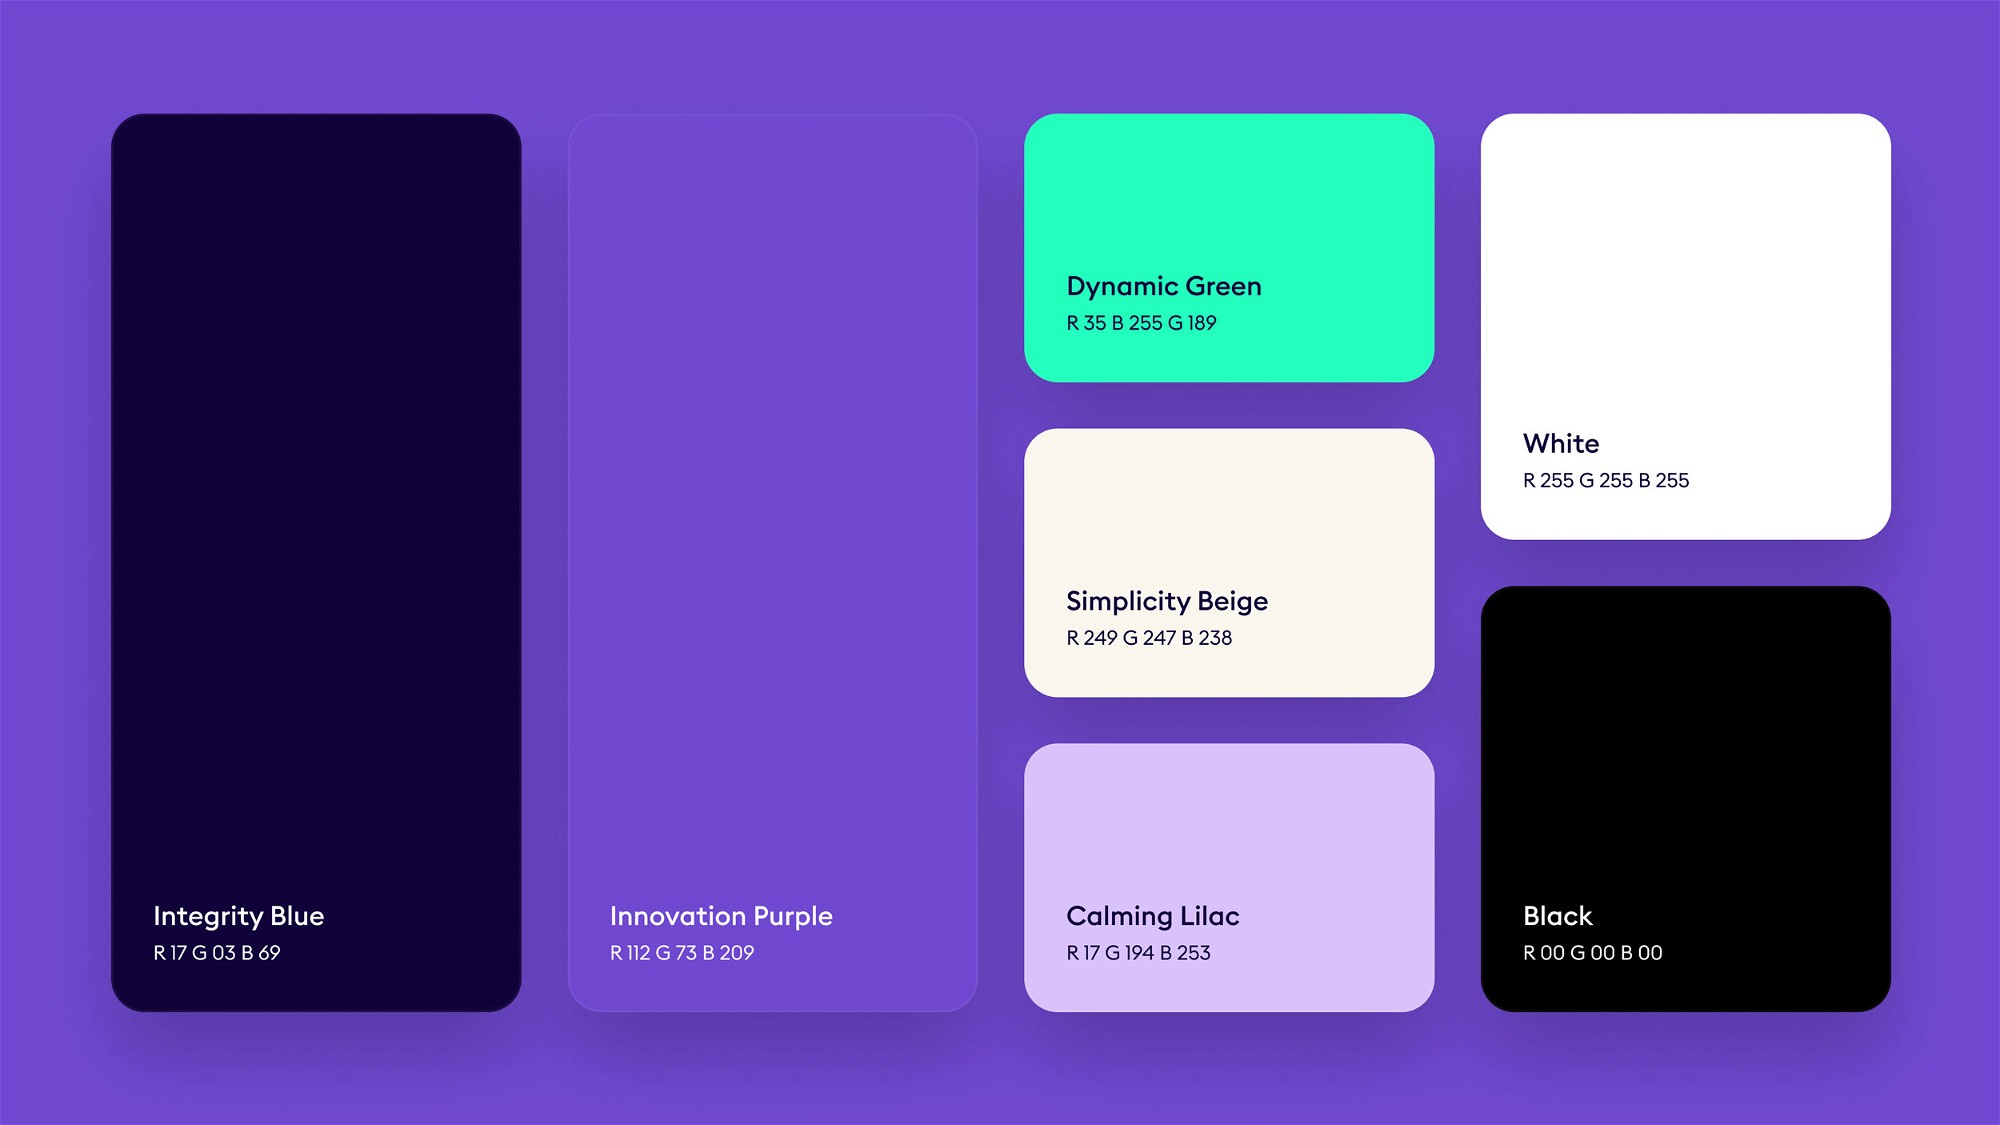 Integrity Blue
R 17 G 03 B 69
Innovation Purple
R 112 G 73 B 209
Dynamic Green
R 35 B 255 G 189
Simplicity Beige
R 249 G 247 B 238
Calming Lilac
R 17 G 194 B 253
White
R 255 G 255 B 255
Black
R 00 G 00 B 00